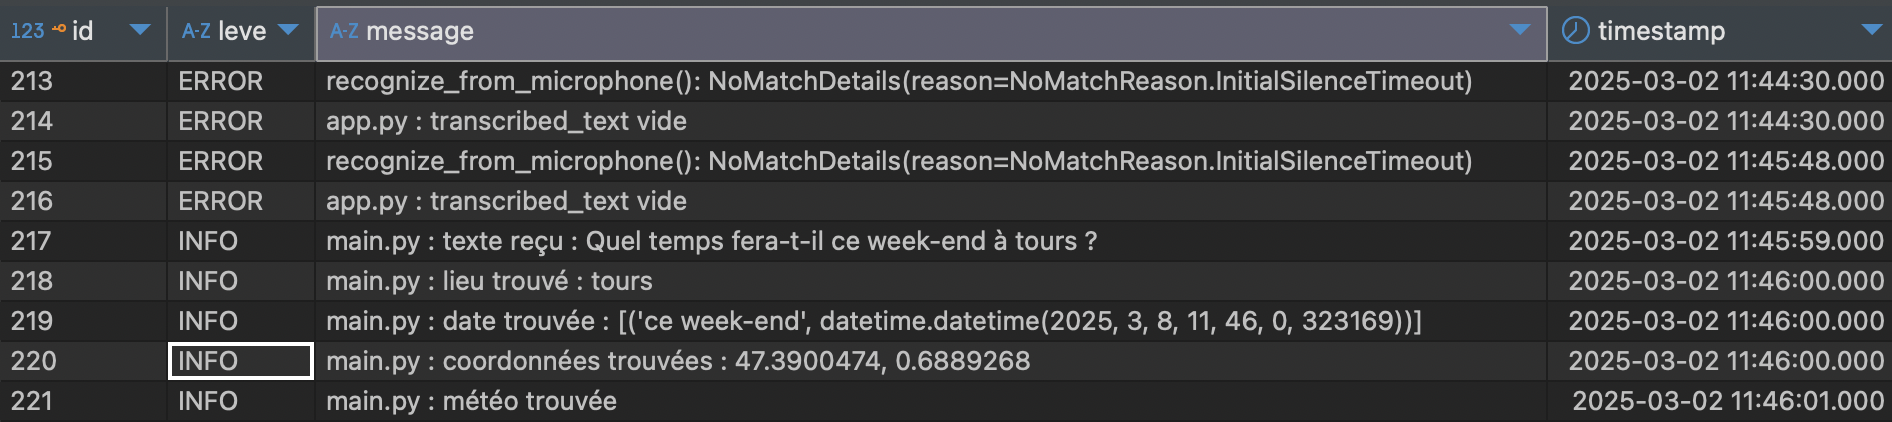 123 id A-Z leve A-Z message timestamp
213 ERROR recognize_from_microphone(): NoMatchDetails(reason=NoMatchReason.InitialSilenceTimeout) 2025-03-02 11:44:30.000
214 ERROR app.py : transcribed_text vide 2025-03-02 11:44:30.000
215 ERROR recognize_from_microphone(): NoMatchDetails(reason=NoMatchReason.InitialSilenceTimeout) 2025-03-02 11:45:48.000
216 ERROR app.py : transcribed_text vide 2025-03-02 11:45:48.000
217 INFO main.py : texte reçu : Quel temps fera-t-il ce week-end à tours ? 2025-03-02 11:45:59.000
218 INFO main.py : lieu trouvé : tours 2025-03-02 11:46:00.000
219 INFO main.py : date trouvée : [('ce week-end', datetime.datetime(2025, 3, 8, 11, 46, 0, 323169))] 2025-03-02 11:46:00.000
220 INFO main.py : coordonnées trouvées : 47.3900474, 0.6889268 2025-03-02 11:46:00.000
221 INFO main.py : météo trouvée 2025-03-02 11:46:01.000